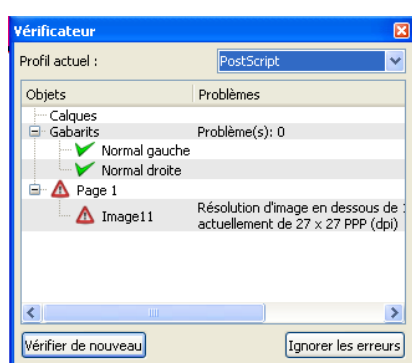 Vérificateur
Profil actuel : PostScript
Objets Problèmes
Calques
Gabarits Problème(s): 0
Normal gauche
Normal droite
Page 1
Image11 Résolution d'image en dessous de
actuellement de 27 x 27 PPP (dpi)
Vérifier de nouveau Ignorer les erreurs